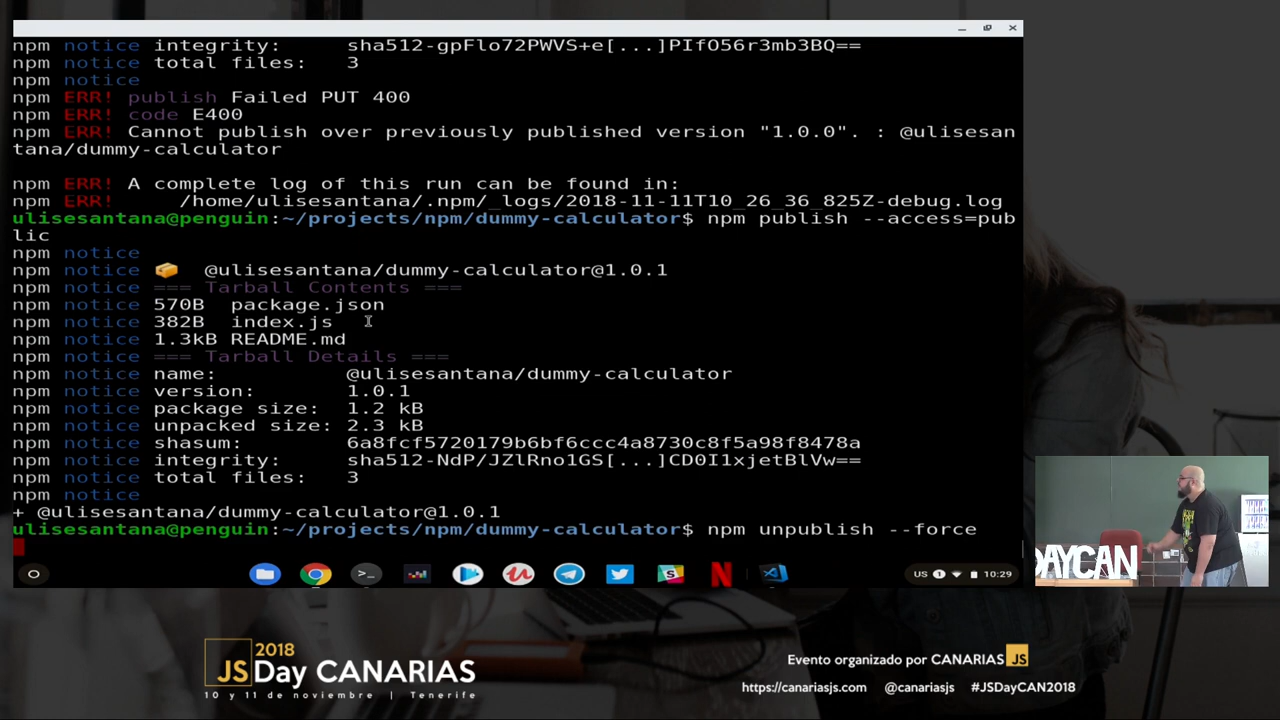 npm notice integrity: sha512-gpFlo72PWVS+e[...]PIfO56r3mb3BQ==
npm notice total files: 3
npm notice
npm ERR! publish Failed PUT 400
npm ERR! code E400
npm ERR! Cannot publish over previously published version "1.0.0". : @ulisesan
tana/dummy-calculator
npm ERR! A complete log of this run can be found in:
npm ERR! /home/ulisesantana/.npm/_logs/2018-11-11T10_26_36_825Z-debug.log
ulisesantana@penguin:~/projects/npm/dummy-calculator$ npm publish --access=pub
lic
npm notice
npm notice 📦 @ulisesantana/dummy-calculator@1.0.1
npm notice === Tarball Contents ===
npm notice 570B package.json
npm notice 382B index.js
npm notice 1.3kB README.md
npm notice === Tarball Details ===
npm notice name: @ulisesantana/dummy-calculator
npm notice version: 1.0.1
npm notice package size: 1.2 kB
npm notice unpacked size: 2.3 kB
npm notice shasum: 6a8fcf5720179b6bf6ccc4a8730c8f5a98f8478a
npm notice integrity: sha512-NdP/JZlRno1GS[...]CD0I1xjetBlVw==
npm notice total files: 3
npm notice
+ @ulisesantana/dummy-calculator@1.0.1
ulisesantana@penguin:~/projects/npm/dummy-calculator$ npm unpublish --force
US 1 10:29
DAYCAN
2018
JSDay CANARIAS
10 y 11 de noviembre | Tenerife
Evento organizado por CANARIAS JS
https://canariasjs.com @canariasjs #JSDayCAN2018